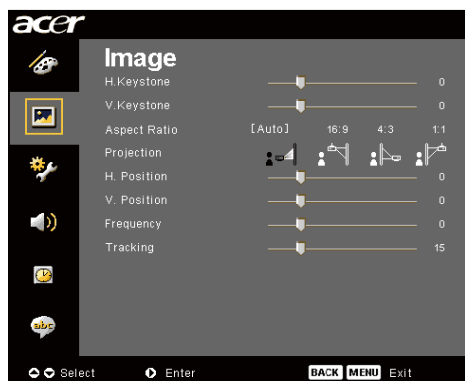 acer
Image
H.Keystone 0
V.Keystone 0
Aspect Ratio [Auto] 16:9 4:3 1:1
Projection
H. Position 0
V. Position 0
Frequency 0
Tracking 15
abc
Select Enter BACK MENU Exit